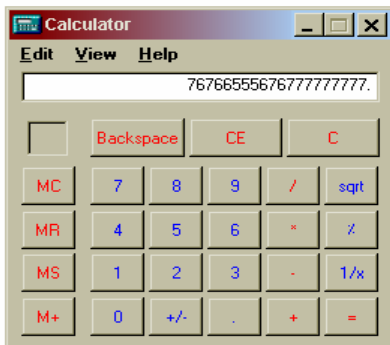 Calculator
Edit View Help
76766555676777777777.
Backspace CE C
MC 7 8 9 / sqrt
MR 4 5 6 * %
MS 1 2 3 - 1/x
M+ 0 +/- . + =